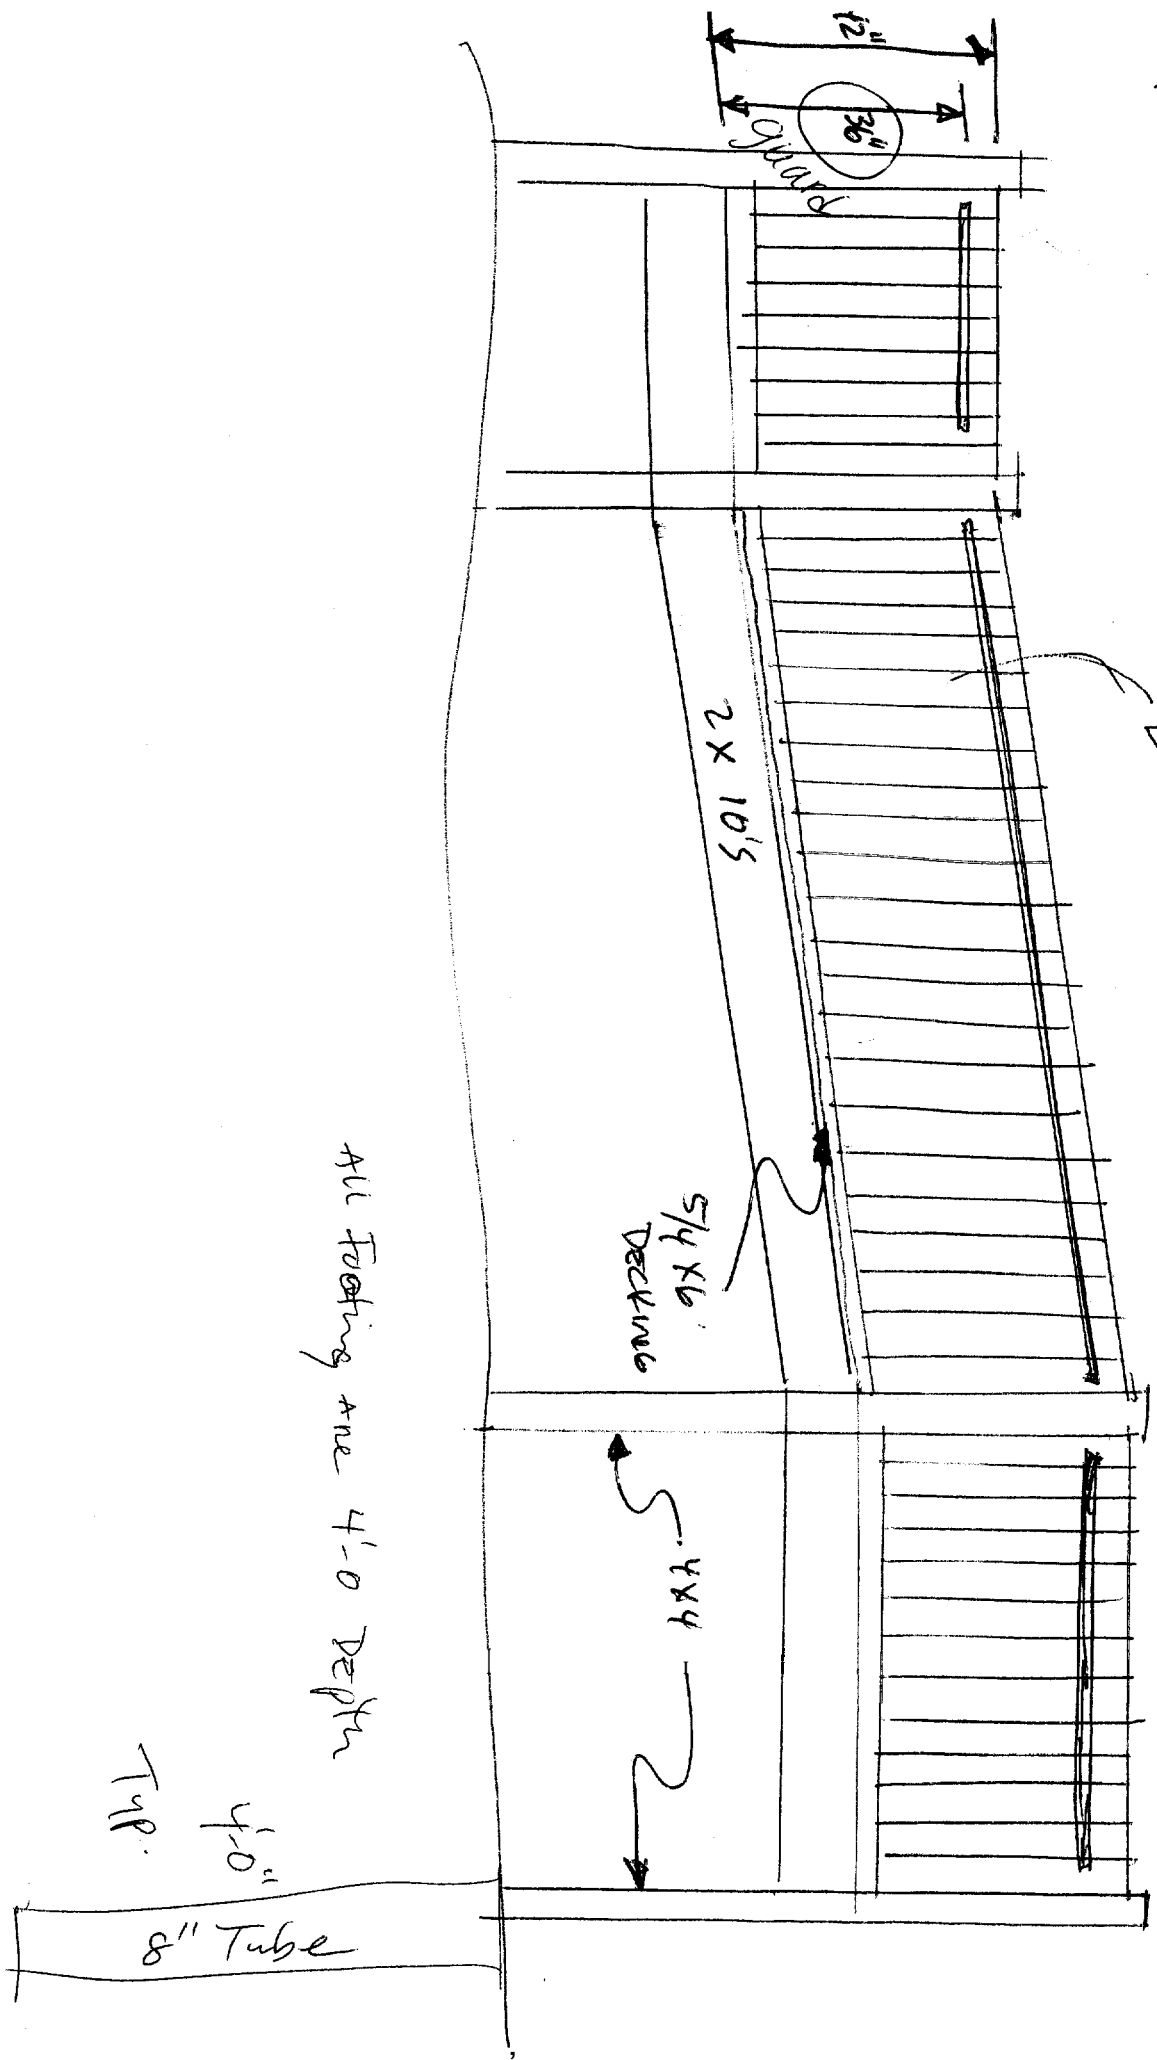 36"
guard
2 x 10's
5/4 x 6
DECKING
4x4
All Footing Are 4'-0 Depth
4'-0"
Typ.
8" Tube